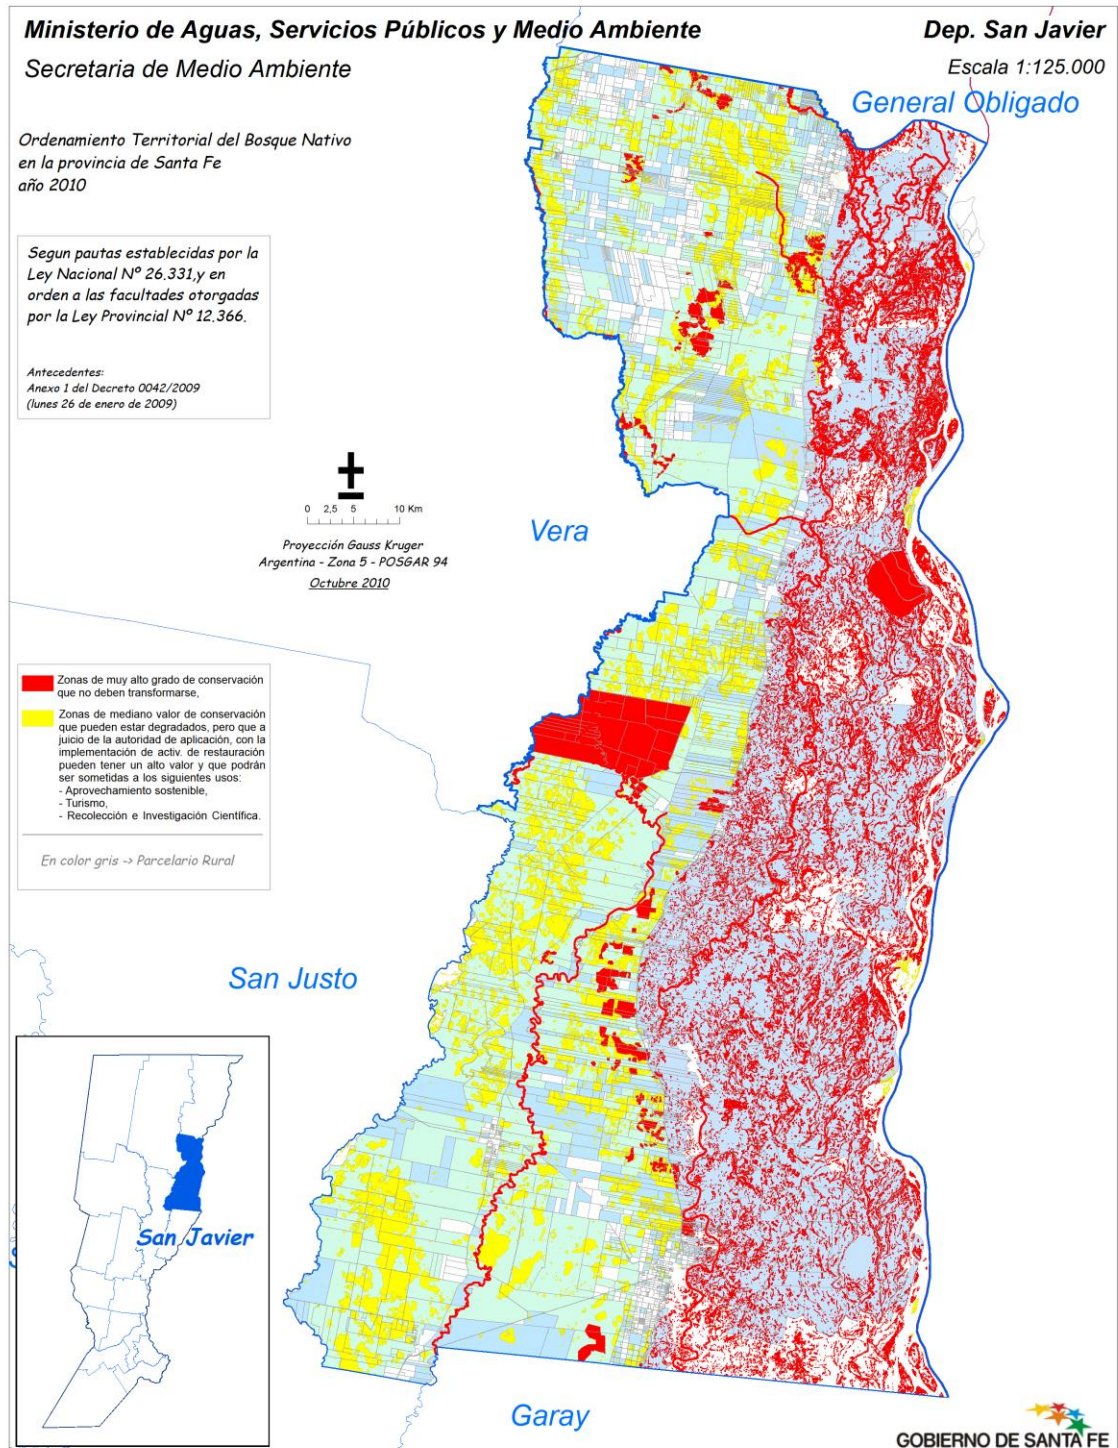 Ministerio de Aguas, Servicios Públicos y Medio Ambiente
Dep. San Javier
Secretaria de Medio Ambiente
Escala 1:125.000
General Obligado
Ordenamiento Territorial del Bosque Nativo
en la provincia de Santa Fe
año 2010
Segun pautas establecidas por la
Ley Nacional Nº 26.331,y en
orden a las facultades otorgadas
por la Ley Provincial Nº 12.366.
Antecedentes:
Anexo 1 del Decreto 0042/2009
(lunes 26 de enero de 2009)
0 2,5 5 10 Km
Proyección Gauss Kruger
Argentina - Zona 5 - POSGAR 94
Octubre 2010
Vera
Zonas de muy alto grado de conservación
que no deben transformarse,
Zonas de mediano valor de conservación
que pueden estar degradados, pero que a
juicio de la autoridad de aplicación, con la
implementación de activ. de restauración
pueden tener un alto valor y que podrán
ser sometidas a los siguientes usos:
- Aprovechamiento sostenible,
- Turismo,
- Recolección e Investigación Científica.
En color gris -> Parcelario Rural
San Justo
San Javier
Garay
GOBIERNO DE SANTA FE